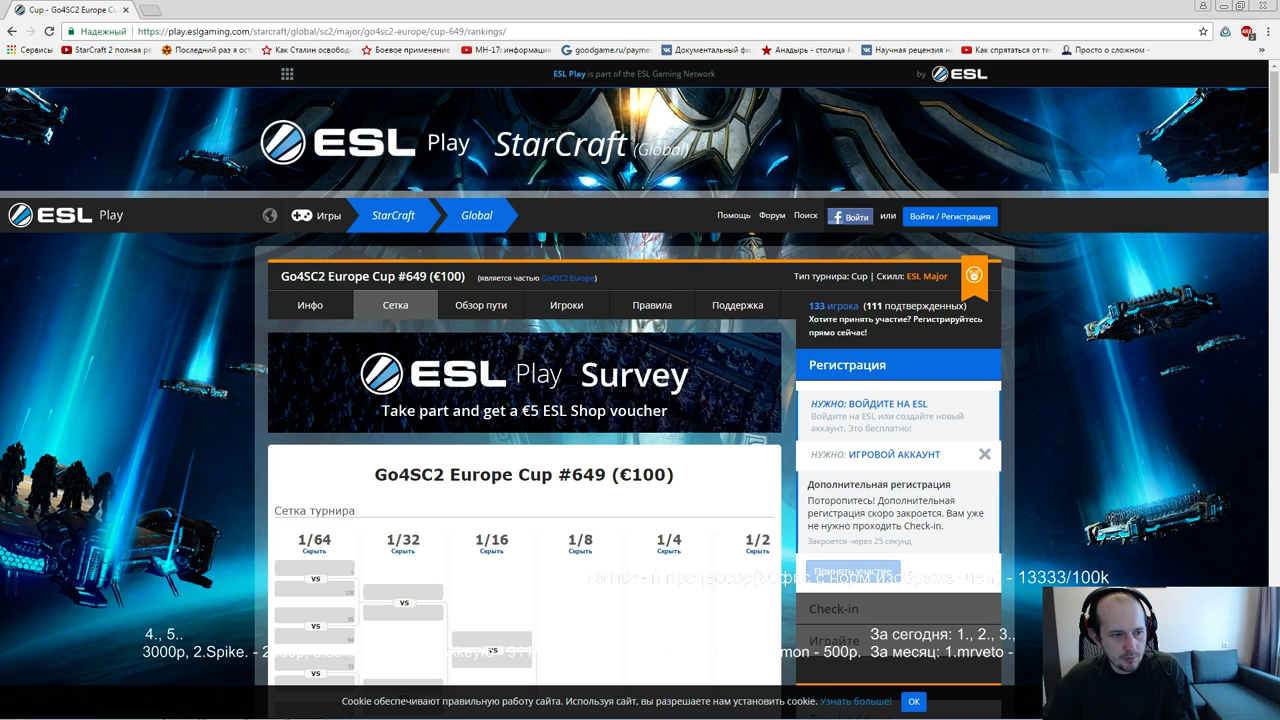 Cup - Go4SC2 Europe Cu
Надежный https://play.eslgaming.com/starcraft/global/sc2/major/go4sc2-europe/cup-649/rankings/
Сервисы StarCraft 2 полная ре Последний раз я ост Как Сталин освобод Боевое применение МН-17: информация goodgame.ru/payme Документальный фи Анадырь - столица К Научная рецензия н Как спрятаться от те Просто о сложном -
ESL Play is part of the ESL Gaming Network
by ESL
ESL Play StarCraft (Global)
ESL Play Игры StarCraft Global Помощь Форум Поиск Войти или Войти / Регистрация
Go4SC2 Europe Cup #649 (€100) (является частью Go4SC2 Europe) Тип турнира: Cup | Скилл: ESL Major
Инфо Сетка Обзор пути Игроки Правила Поддержка
133 игрока (111 подтвержденных)
Хотите принять участие? Регистрируйтесь
прямо сейчас!
Регистрация
ESL Play Survey
Take part and get a €5 ESL Shop voucher
НУЖНО: ВОЙДИТЕ НА ESL
Войдите на ESL или создайте новый
аккаунт. Это бесплатно!
НУЖНО: ИГРОВОЙ АККАУНТ
Дополнительная регистрация
Поторопитесь! Дополнительная
регистрация скоро закроется. Вам уже
не нужно проходить Check-in.
Закроется через 25 секунд
Принять участие
Check-in
Играйте
Go4SC2 Europe Cup #649 (€100)
Сетка турнира
1/64 1/32 1/16 1/8 1/4 1/2
Скрыть Скрыть Скрыть Скрыть Скрыть Скрыть
VS
VS
VS
VS
VS
128
64
33
- 13333/100k
4., 5..
3000р, 2.Spike. -
mon - 500р.
За сегодня: 1., 2., 3.,
За месяц: 1.mrveto -
Cookie обеспечивают правильную работу сайта. Используя сайт, вы разрешаете нам установить cookie. Узнать больше! ОК